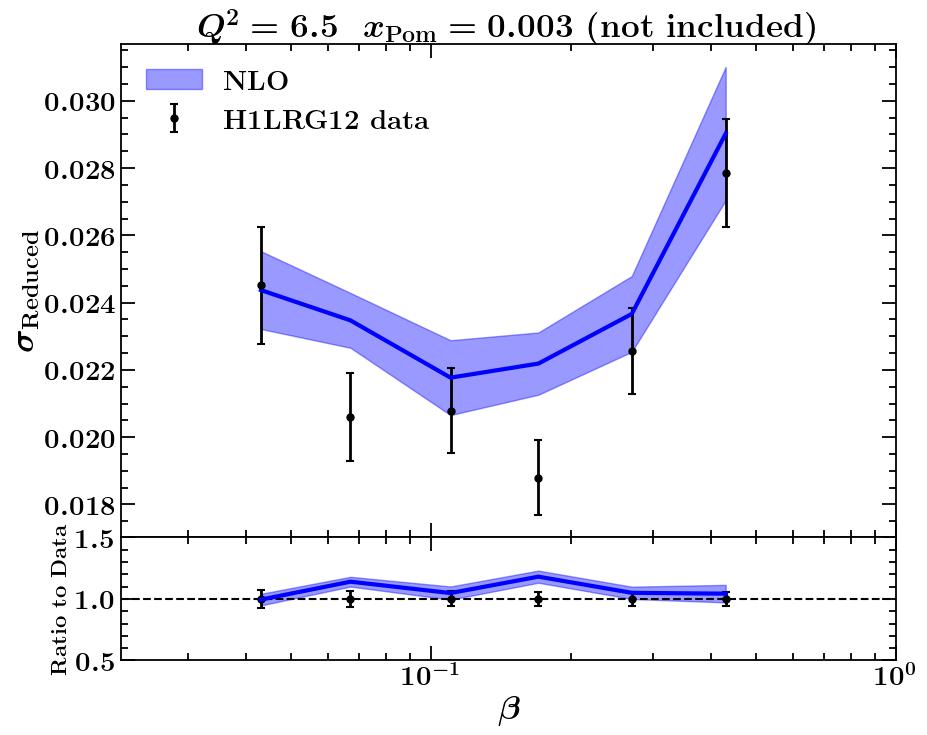 Q² = 6.5 x_Pom = 0.003 (not included)
NLO
H1LRG12 data
σ_Reduced
0.030
0.028
0.026
0.024
0.022
0.020
0.018
Ratio to Data
1.5
1.0
0.5
10⁻¹
10⁰
β